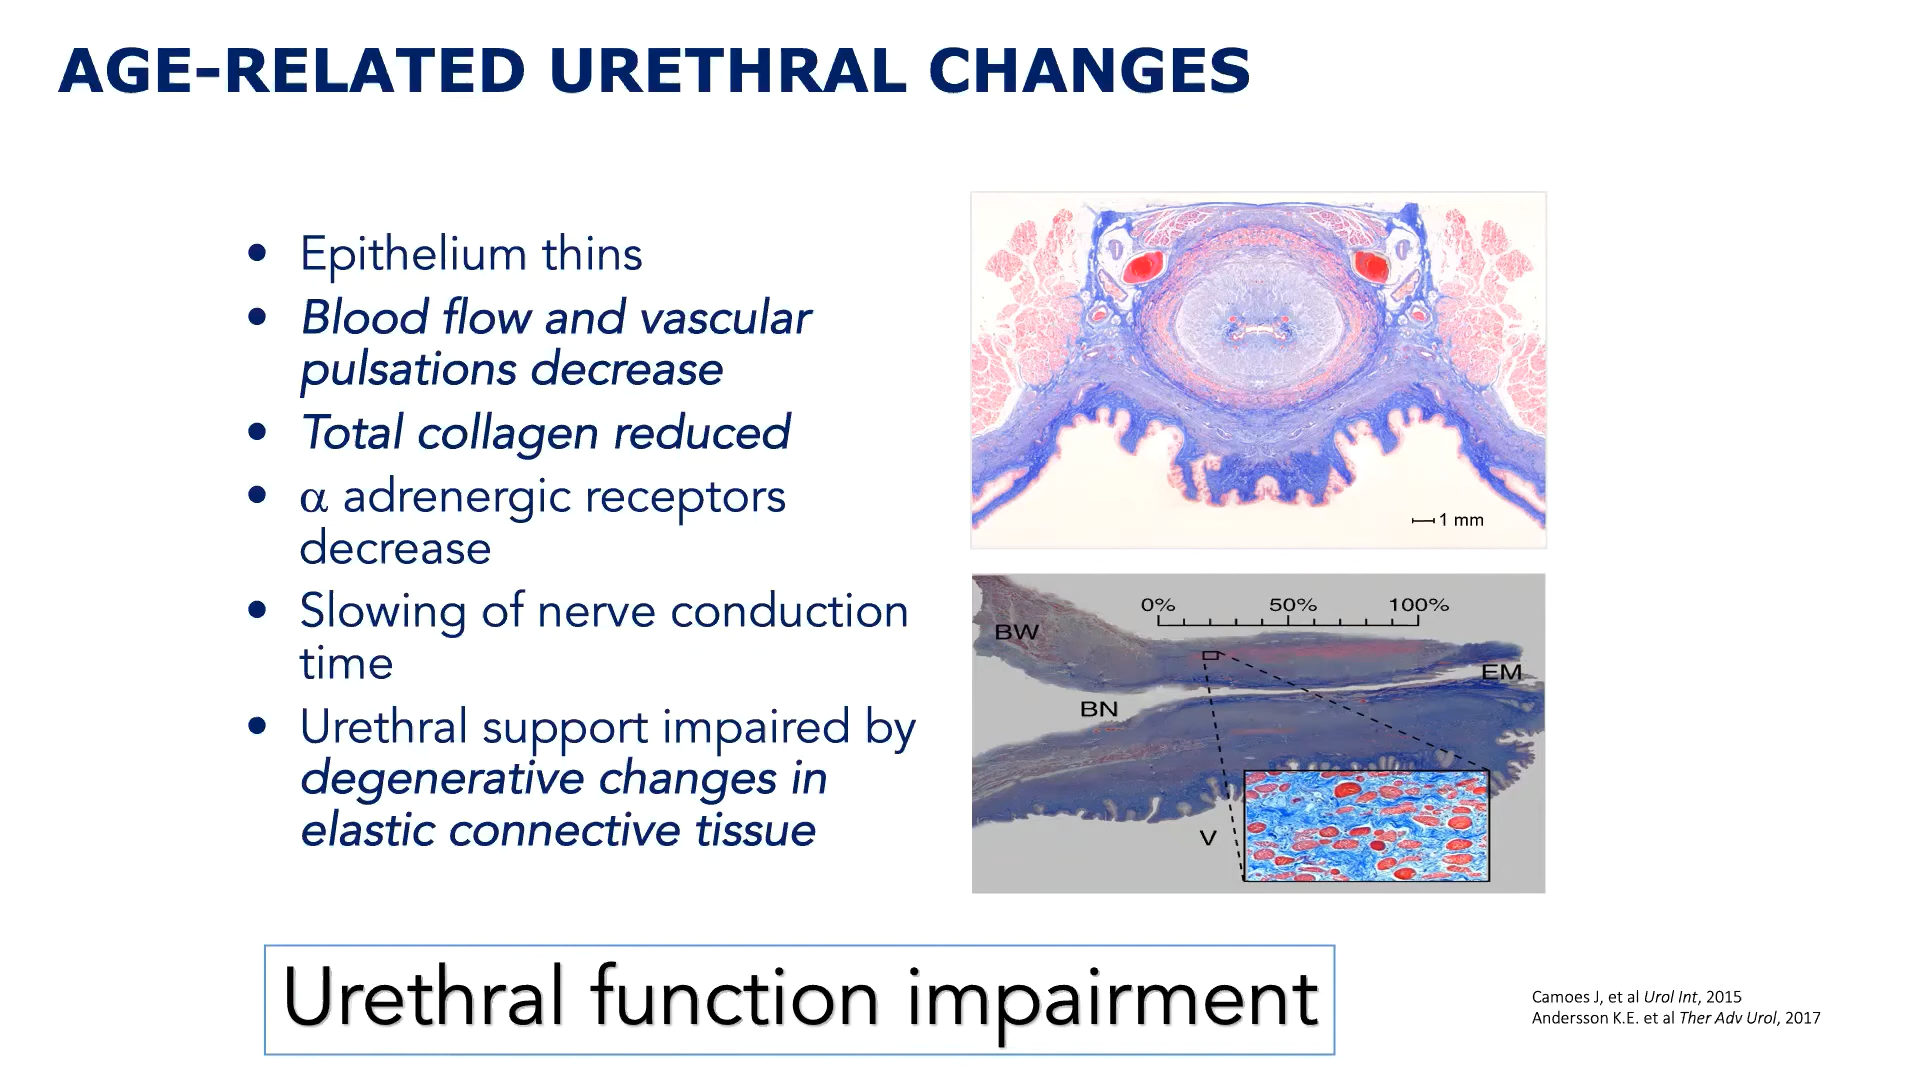 AGE-RELATED URETHRAL CHANGES
• Epithelium thins
• Blood flow and vascular
pulsations decrease
• Total collagen reduced
• α adrenergic receptors
decrease
• Slowing of nerve conduction
time
• Urethral support impaired by
degenerative changes in
elastic connective tissue
1 mm
0% 50% 100%
BW
EM
BN
V
Urethral function impairment
Camoes J, et al Urol Int, 2015
Andersson K.E. et al Ther Adv Urol, 2017